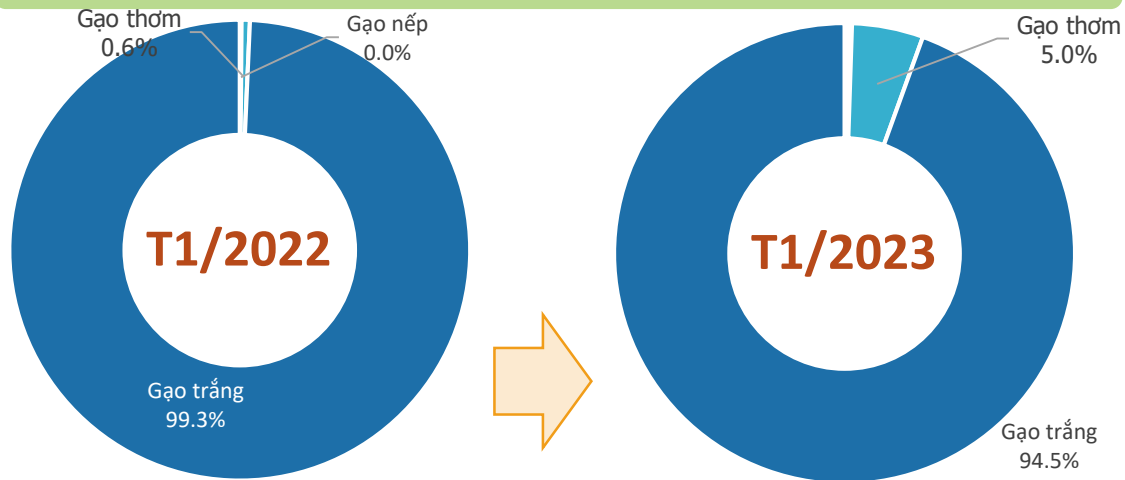 Gạo thơm
0.6%
Gạo nếp
0.0%
T1/2022
Gạo trắng
99.3%
Gạo thơm
5.0%
T1/2023
Gạo trắng
94.5%